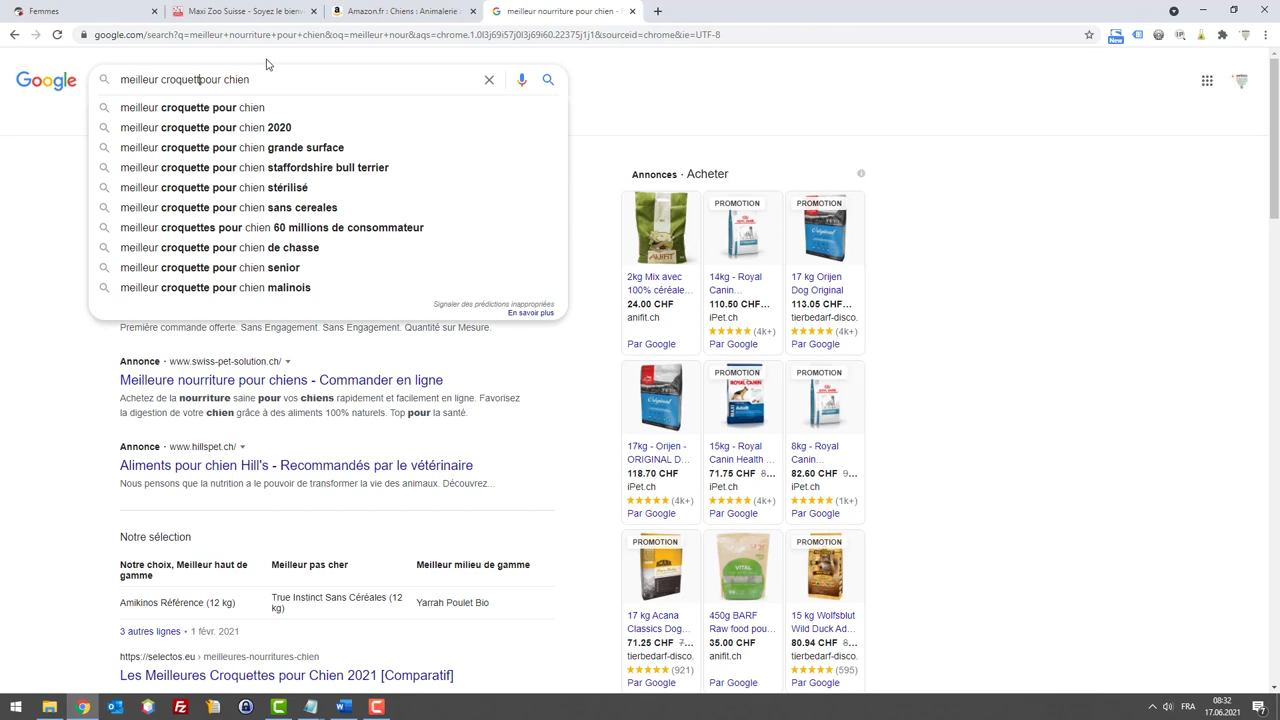 Femmes
Maxi Zoo Suisse - Soyez le bienv
Amazon.fr : Chiens : Animalerie :
meilleur nourriture pour chien -
google.com/search?q=meilleur+nourriture+pour+chien&oq=meilleur+nour&aqs=chrome.1.0l3j69i57j0l3j69i60.22375j1j1&sourceid=chrome&ie=UTF-8
New
Google
meilleur croquettpour chien
meilleur croquette pour chien
meilleur croquette pour chien 2020
meilleur croquette pour chien grande surface
meilleur croquette pour chien staffordshire bull terrier
meilleur croquette pour chien stérilisé
meilleur croquette pour chien sans cereales
meilleur croquettes pour chien 60 millions de consommateur
meilleur croquette pour chien de chasse
meilleur croquette pour chien senior
meilleur croquette pour chien malinois
Signaler des prédictions inappropriées
En savoir plus
Première commande offerte. Sans Engagement. Sans Engagement. Quantité sur Mesure.
Annonce · www.swiss-pet-solution.ch/
Meilleure nourriture pour chiens - Commander en ligne
Achetez de la nourriture saine pour vos chiens rapidement et facilement en ligne. Favorisez
la digestion de votre chien grâce à des aliments 100% naturels. Top pour la santé.
Annonce · www.hillspet.ch/
Aliments pour chien Hill's - Recommandés par le vétérinaire
Nous persons que la nutrition a le pouvoir de transformer la vie des animaux. Découvrez...
Notre sélection
Notre choix, Meilleur haut de gamme
Meilleur pas cher
Meilleur milieu de gamme
Amikinos Référence (12 kg)
True Instinct Sans Céréales (12 kg)
Yarrah Poulet Bio
3 autres lignes · 1 févr. 2021
https://selectos.eu › meilleures-nourritures-chien
Les Meilleures Croquettes pour Chien 2021 [Comparatif]
Annonces · Acheter
2kg Mix avec
100% céréale...
24.00 CHF
anifit.ch
Par Google
PROMOTION
14kg - Royal
Canin...
110.50 CHF...
iPet.ch
(4k+)
Par Google
PROMOTION
17 kg Orijen
Dog Original
113.05 CHF...
tierbedarf-disco.
(4k+)
Par Google
17kg - Orijen -
ORIGINAL D...
118.70 CHF
iPet.ch
(4k+)
Par Google
PROMOTION
ROYAL CANIN
15kg - Royal
Canin Health ...
71.75 CHF 8...
iPet.ch
(4k+)
Par Google
PROMOTION
8kg - Royal
Canin...
82.60 CHF 9...
iPet.ch
(1k+)
Par Google
PROMOTION
17 kg Acana
Classics Dog...
71.25 CHF 7...
tierbedarf-disco.
(921)
Par Google
VITAL
450g BARF
Raw food pou...
35.00 CHF
anifit.ch
Par Google
PROMOTION
15 kg Wolfsblut
Wild Duck Ad...
80.94 CHF 8...
tierbedarf-disco.
(595)
Par Google
FRA
08:32
17.06.2021